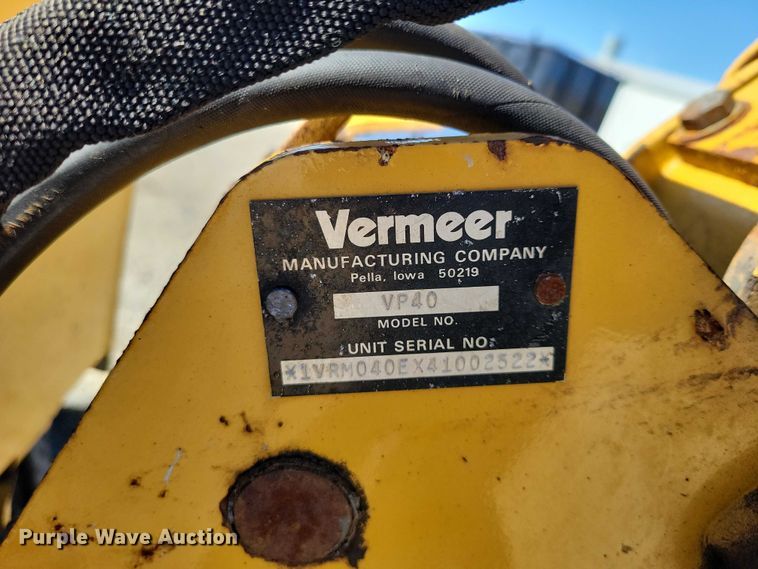 Vermeer
MANUFACTURING COMPANY
Pella, Iowa 50219
VP40
MODEL NO.
UNIT SERIAL NO.
*1VRM040EX41002522*
Purple Wave Auction